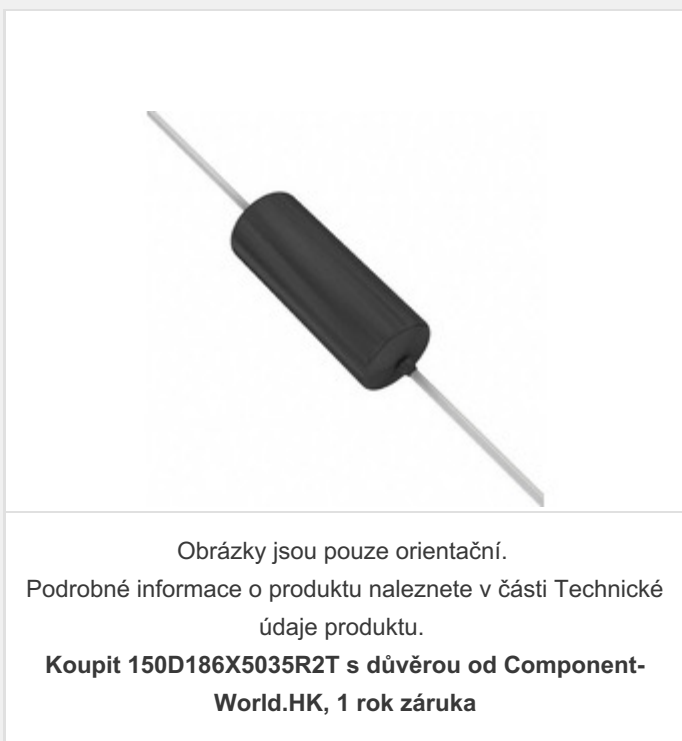 Obrázky jsou pouze orientační.
Podrobné informace o produktu naleznete v části Technické
údaje produktu.
Koupit 150D186X5035R2T s důvěrou od Component-
World.HK, 1 rok záruka